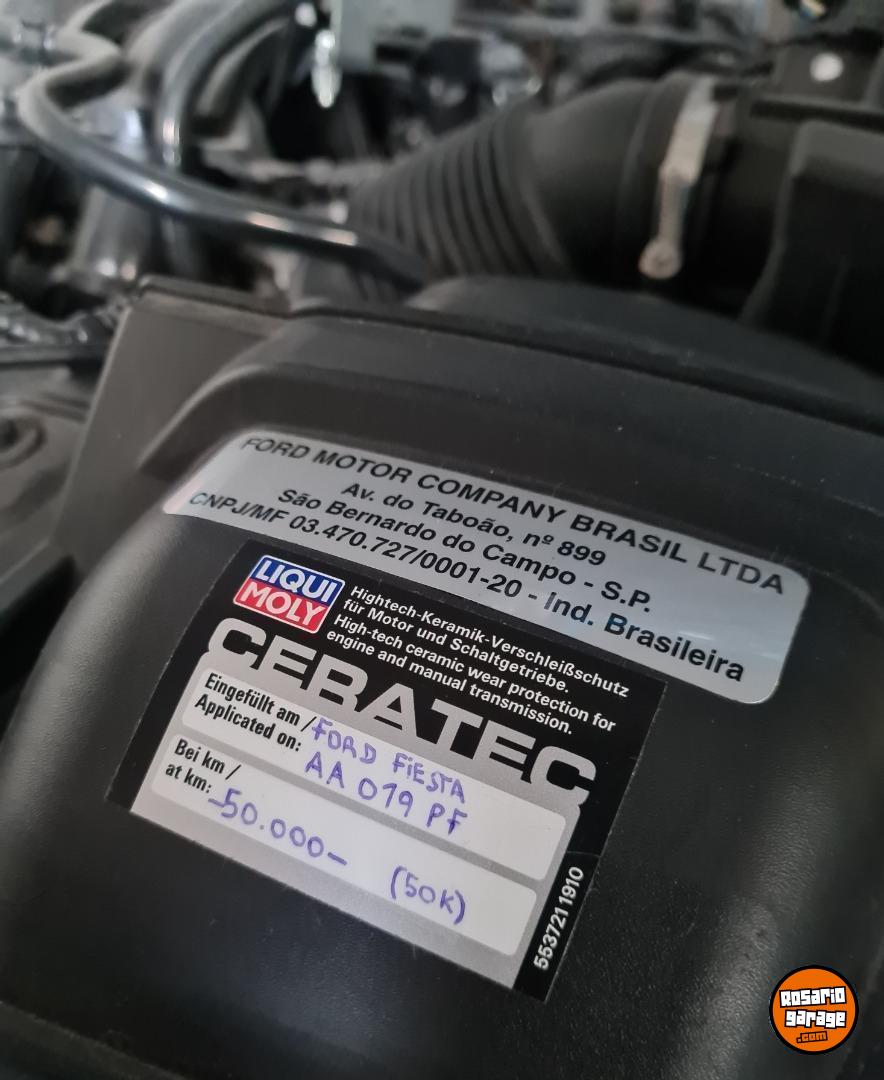 FORD MOTOR COMPANY BRASIL LTDA
Av. do Taboão, nº 899
São Bernardo do Campo - S.P.
CNPJ/MF 03.470.727/0001-20 - Ind. Brasileira
LIQUI
MOLY
Hightech-Keramik-Verschleißschutz
für Motor und Schaltgetriebe.
High-tech ceramic wear protection for
engine and manual transmission.
CERATEC
Eingefüllt am /
Applicated on:
FORD FiESTA
AA 079 PF
Bei km /
at km:
-50.000-
(50K)
5537211910
Rosario
garage
.com